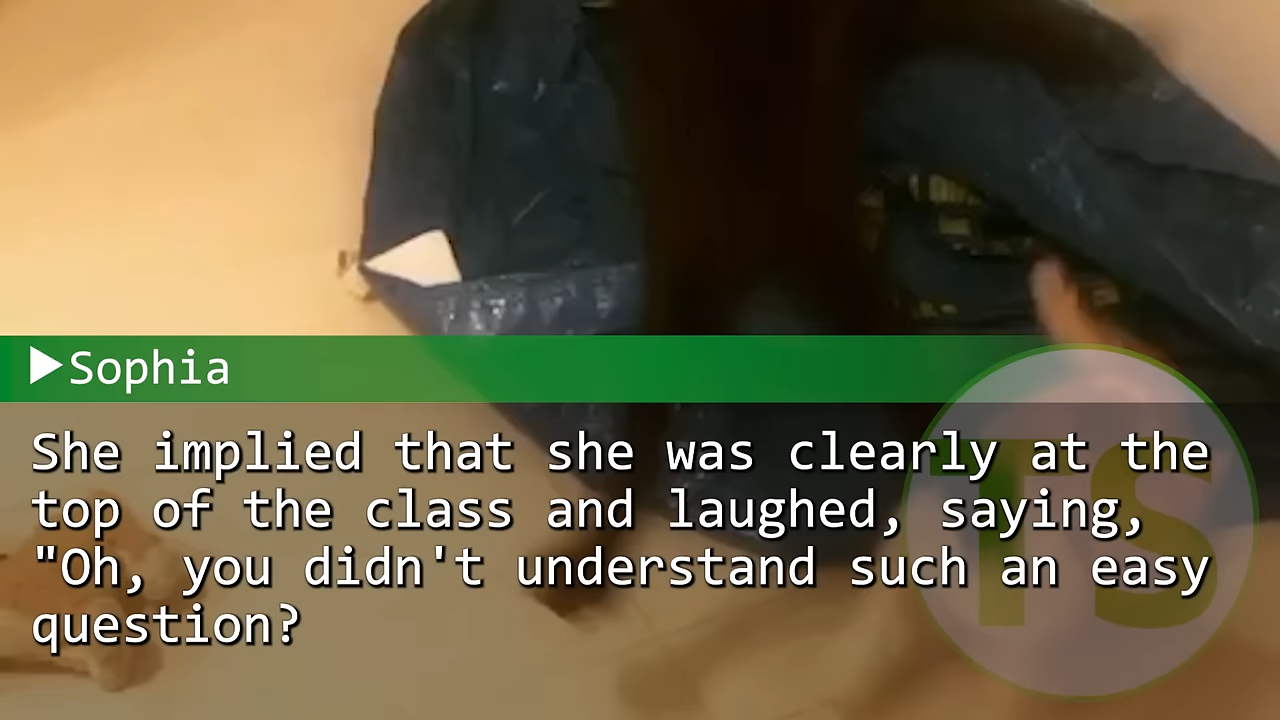 ▶Sophia
She implied that she was clearly at the
top of the class and laughed, saying,
"Oh, you didn't understand such an easy
question?
TS